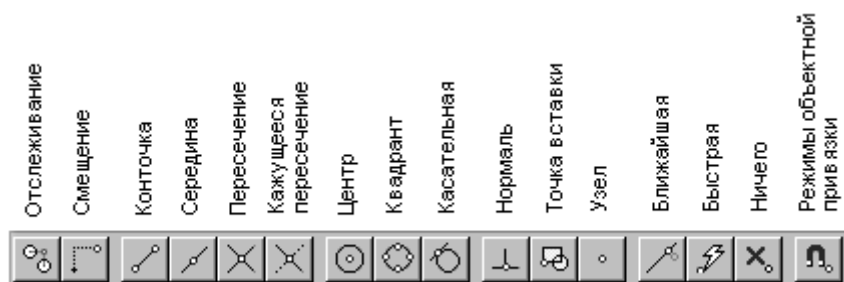 Отслеживание
Смещение
Конточка
Середина
Пересечение
Кажущееся
пересечение
Центр
Квадрант
Касательная
Нормаль
Точка вставки
Узел
Ближайшая
Быстрая
Ничего
Режимы объектной
привязки